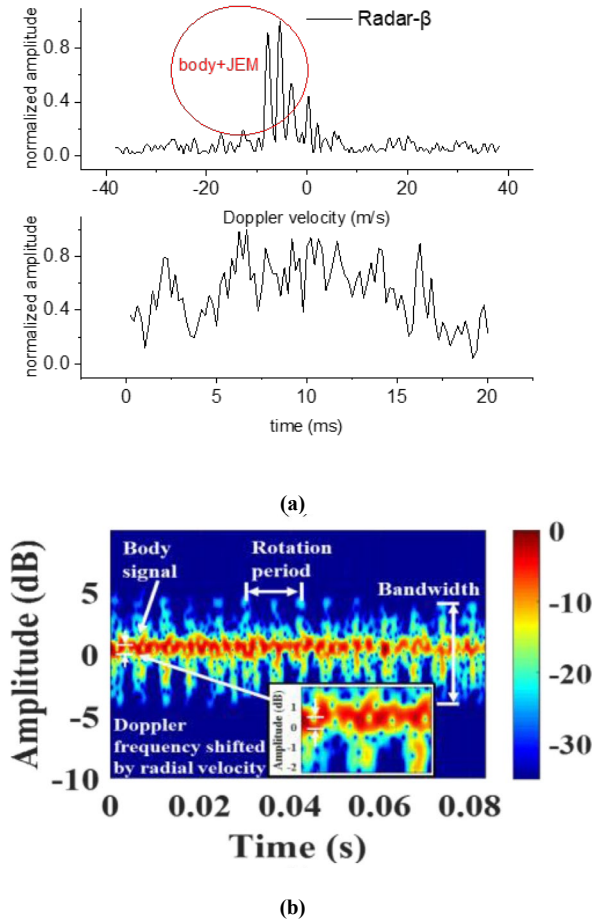 Radar-β
body+JEM
normalized amplitude
0.8
0.4
0.0
-40 -20 0 20 40
Doppler velocity (m/s)
normalized amplitude
0.8
0.4
0.0
0 5 10 15 20
time (ms)
(a)
Body signal
Rotation period
Bandwidth
Amplitude (dB)
5
0
-5
-10
Doppler
frequency shifted
by radial velocity
Amplitude (dB)
1
0
-1
-2
0 0.02 0.04 0.06 0.08
Time (s)
0
-10
-20
-30
(b)